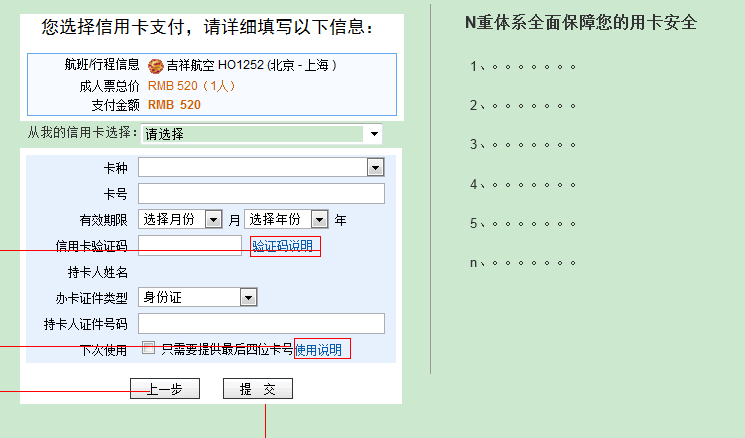 您选择信用卡支付，请详细填写以下信息：
航班/行程信息 吉祥航空 HO1252 (北京 - 上海 )
成人票总价 RMB 520（1人）
支付金额 RMB 520
从我的信用卡选择： 请选择
卡种
卡号
有效期限 选择月份 月 选择年份 年
信用卡验证码 验证码说明
持卡人姓名
办卡证件类型 身份证
持卡人证件号码
下次使用 只需要提供最后四位卡号 使用说明
上一步 提 交
N重体系全面保障您的用卡安全
1、。。。。。。。
2、。。。。。。。
3、。。。。。。。
4、。。。。。。。
5、。。。。。。。
n、。。。。。。。